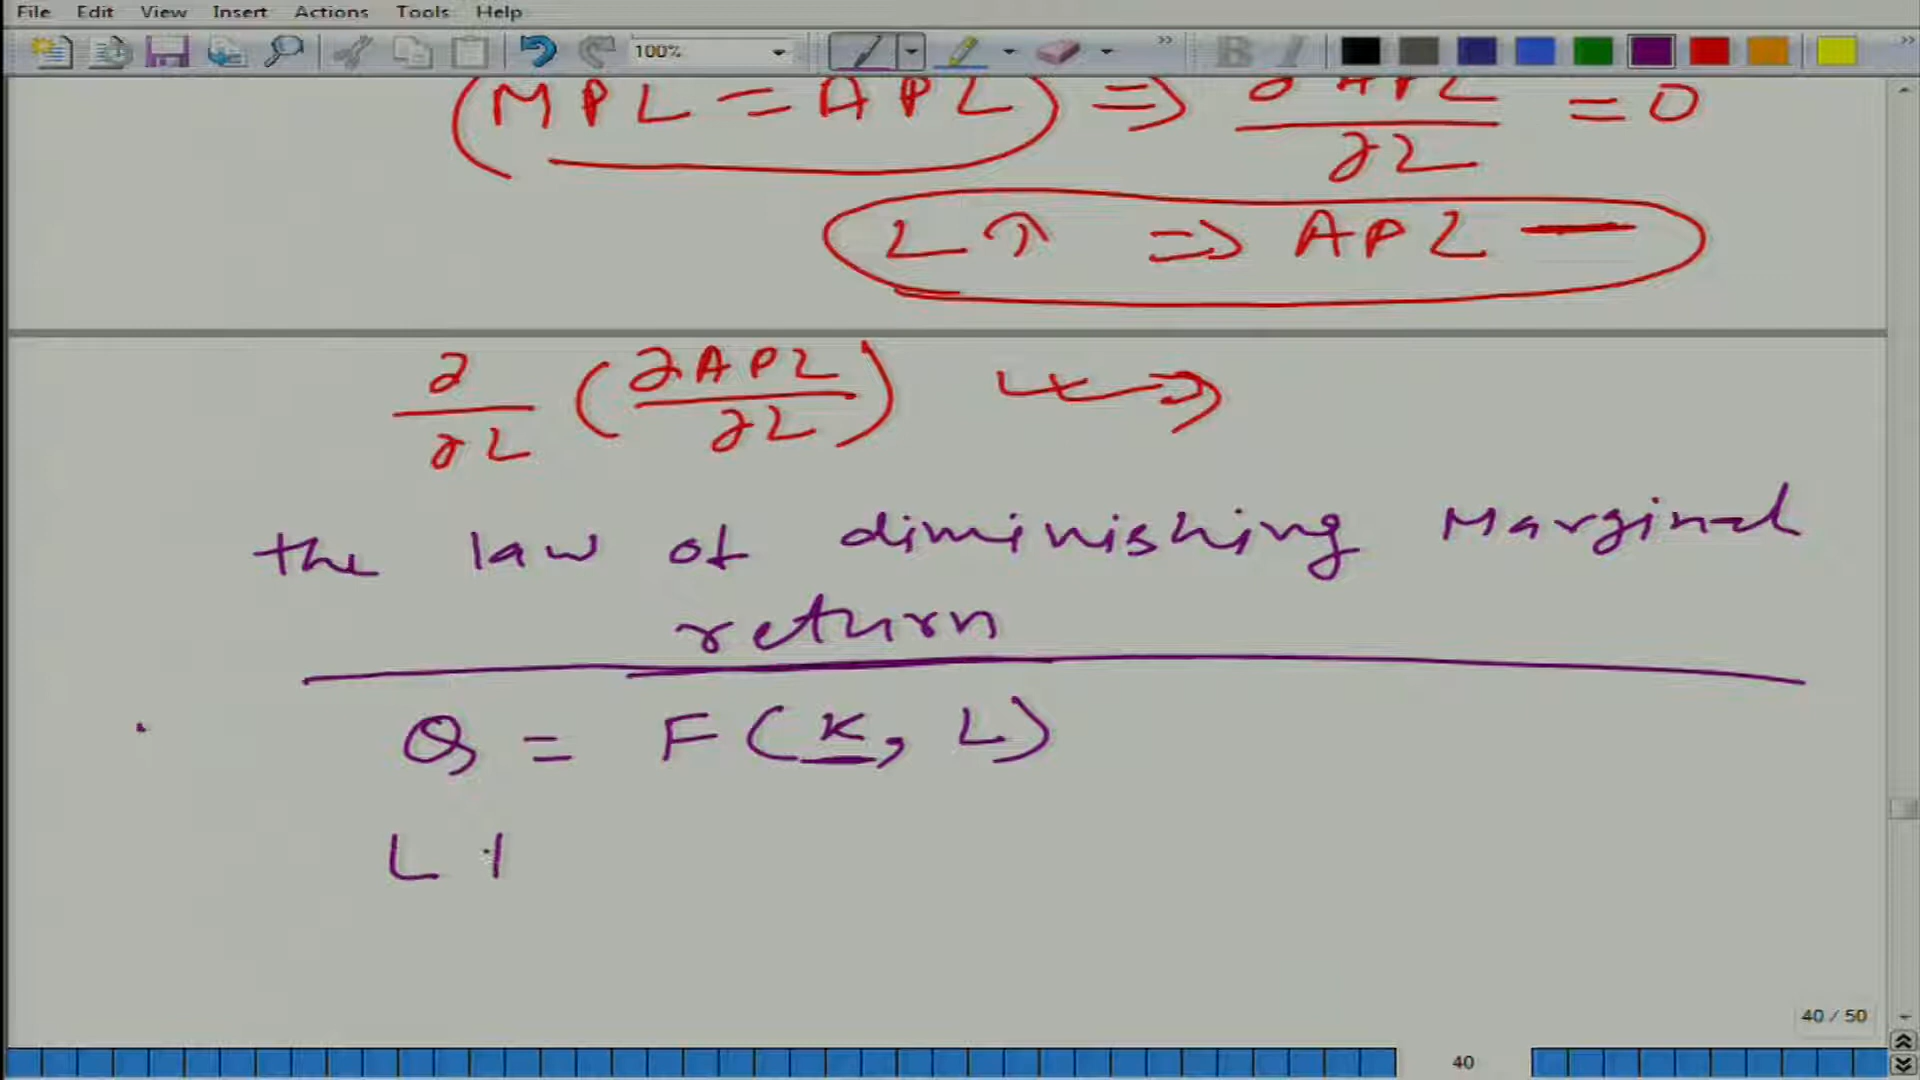 File Edit View Insert Actions Tools Help
100%
(MPL = APL) => ∂APL/∂L = 0
L↑ => APL —
∂/∂L (∂APL/∂L)
the law of diminishing Marginal
return
Q = F(K, L)
L
40 / 50
40